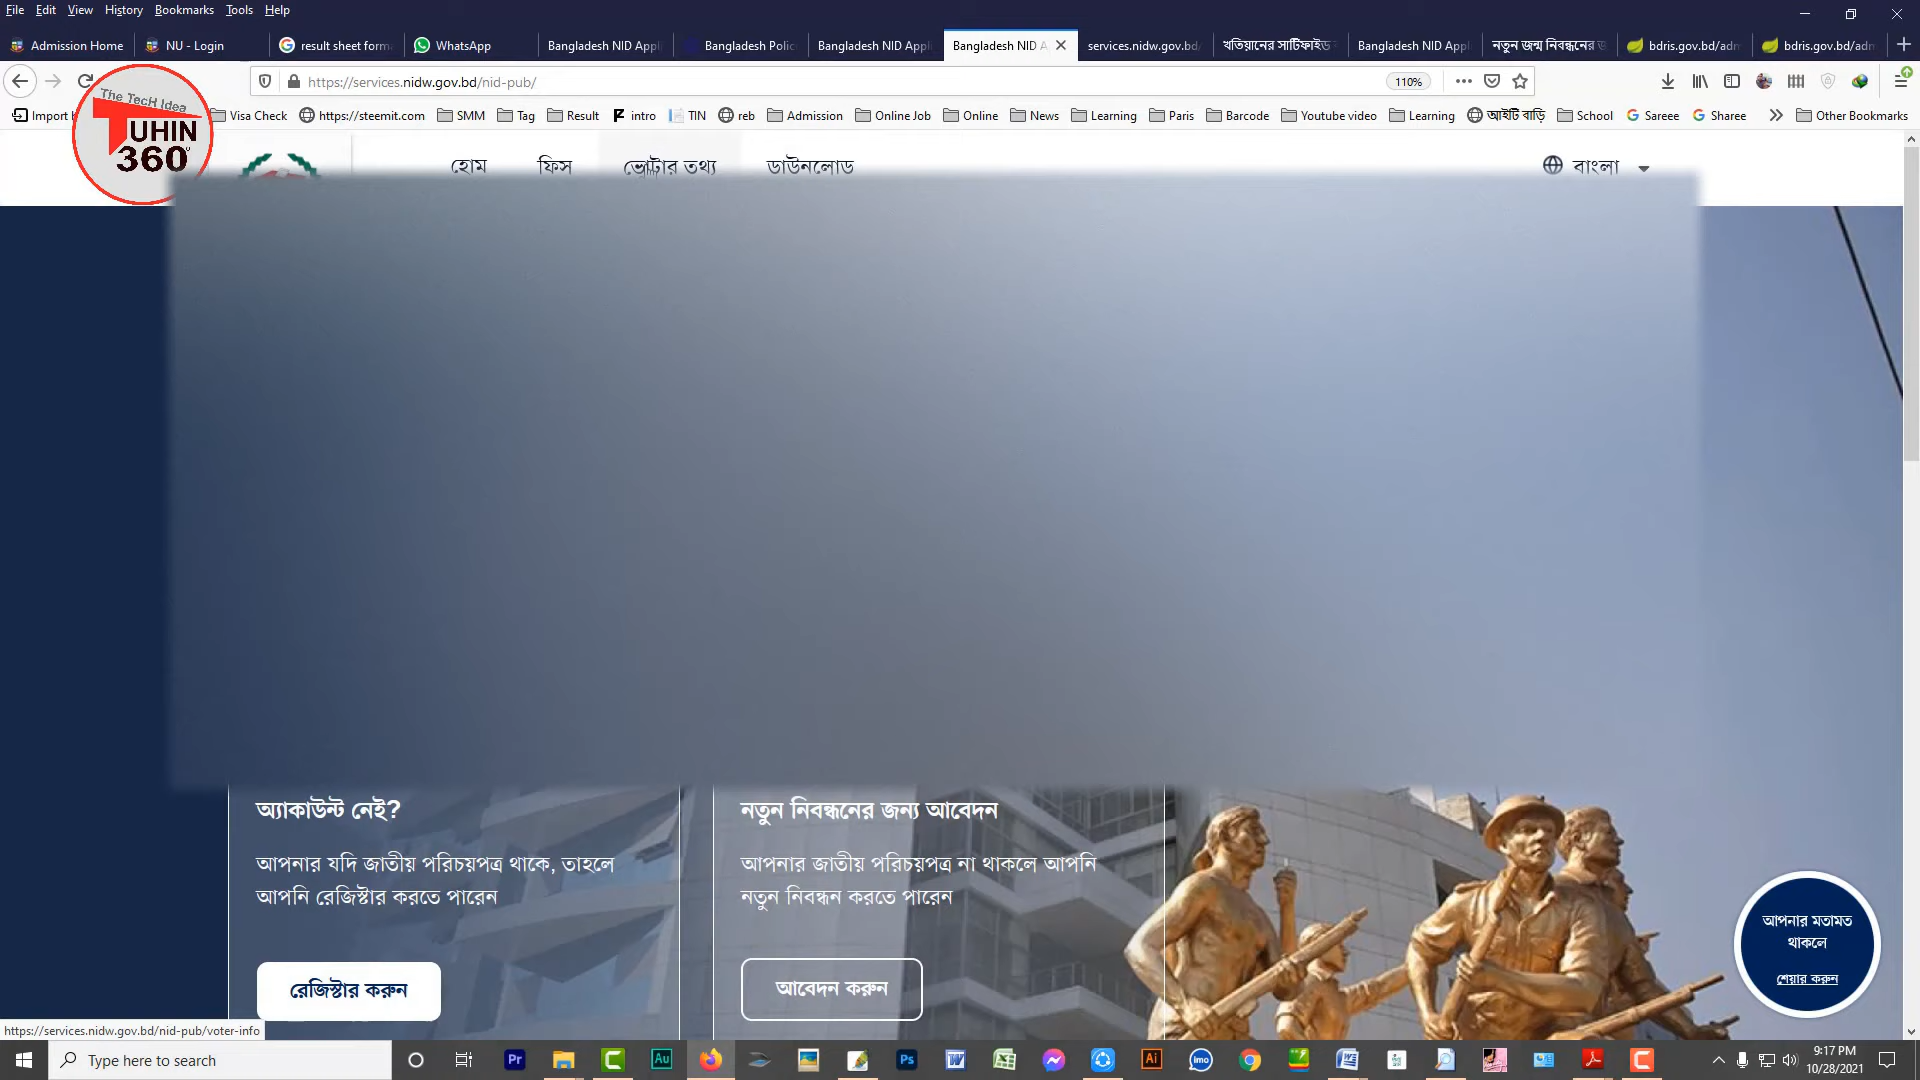 File Edit View History Bookmarks Tools Help
Admission Home NU - Login result sheet form WhatsApp Bangladesh NID Appl Bangladesh Polic Bangladesh NID Appl Bangladesh NID A services.nidw.gov.bd/ খতিয়ানের সার্টিফাইড Bangladesh NID Appl নতুন জন্ম নিবন্ধনের জ bdris.gov.bd/adm bdris.gov.bd/adm
https://services.nidw.gov.bd/nid-pub/ 110%
Import Visa Check https://steemit.com SMM Tag Result intro TIN reb Admission Online Job Online News Learning Paris Barcode Youtube video Learning আইটি বাড়ি School Sareee Sharee Other Bookmarks
The TecH Idea
TUHIN
360°
হোম ফিস ভোটার তথ্য ডাউনলোড বাংলা
অ্যাকাউন্ট নেই?
আপনার যদি জাতীয় পরিচয়পত্র থাকে, তাহলে
আপনি রেজিস্টার করতে পারেন
রেজিস্টার করুন
নতুন নিবন্ধনের জন্য আবেদন
আপনার জাতীয় পরিচয়পত্র না থাকলে আপনি
নতুন নিবন্ধন করতে পারেন
আবেদন করুন
আপনার মতামত
থাকলে
শেয়ার করুন
https://services.nidw.gov.bd/nid-pub/voter-info
Type here to search
9:17 PM
10/28/2021